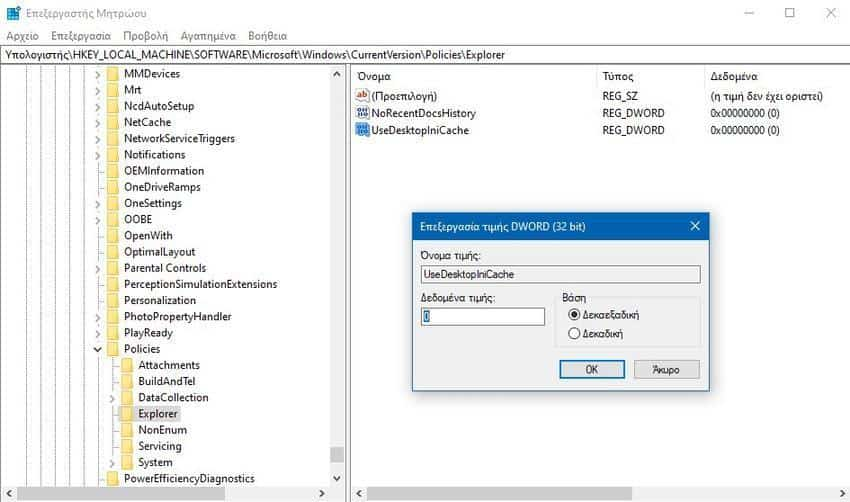 Επεξεργαστής Μητρώου
Αρχείο Επεξεργασία Προβολή Αγαπημένα Βοήθεια
Υπολογιστής\HKEY_LOCAL_MACHINE\SOFTWARE\Microsoft\Windows\CurrentVersion\Policies\Explorer
MMDevices
Mrt
NcdAutoSetup
NetCache
NetworkServiceTriggers
Notifications
OEMInformation
OneDriveRamps
OneSettings
OOBE
OpenWith
OptimalLayout
Parental Controls
PerceptionSimulationExtensions
Personalization
PhotoPropertyHandler
PlayReady
Policies
Attachments
BuildAndTel
DataCollection
Explorer
NonEnum
Servicing
System
PowerEfficiencyDiagnostics
Όνομα Τύπος Δεδομένα
ab (Προεπιλογή) REG_SZ (η τιμή δεν έχει οριστεί)
NoRecentDocsHistory REG_DWORD 0x00000000 (0)
UseDesktopIniCache REG_DWORD 0x00000000 (0)
Επεξεργασία τιμής DWORD (32 bit)
Όνομα τιμής:
UseDesktopIniCache
Δεδομένα τιμής: Βάση
0 Δεκαεξαδική
Δεκαδική
OK Άκυρο